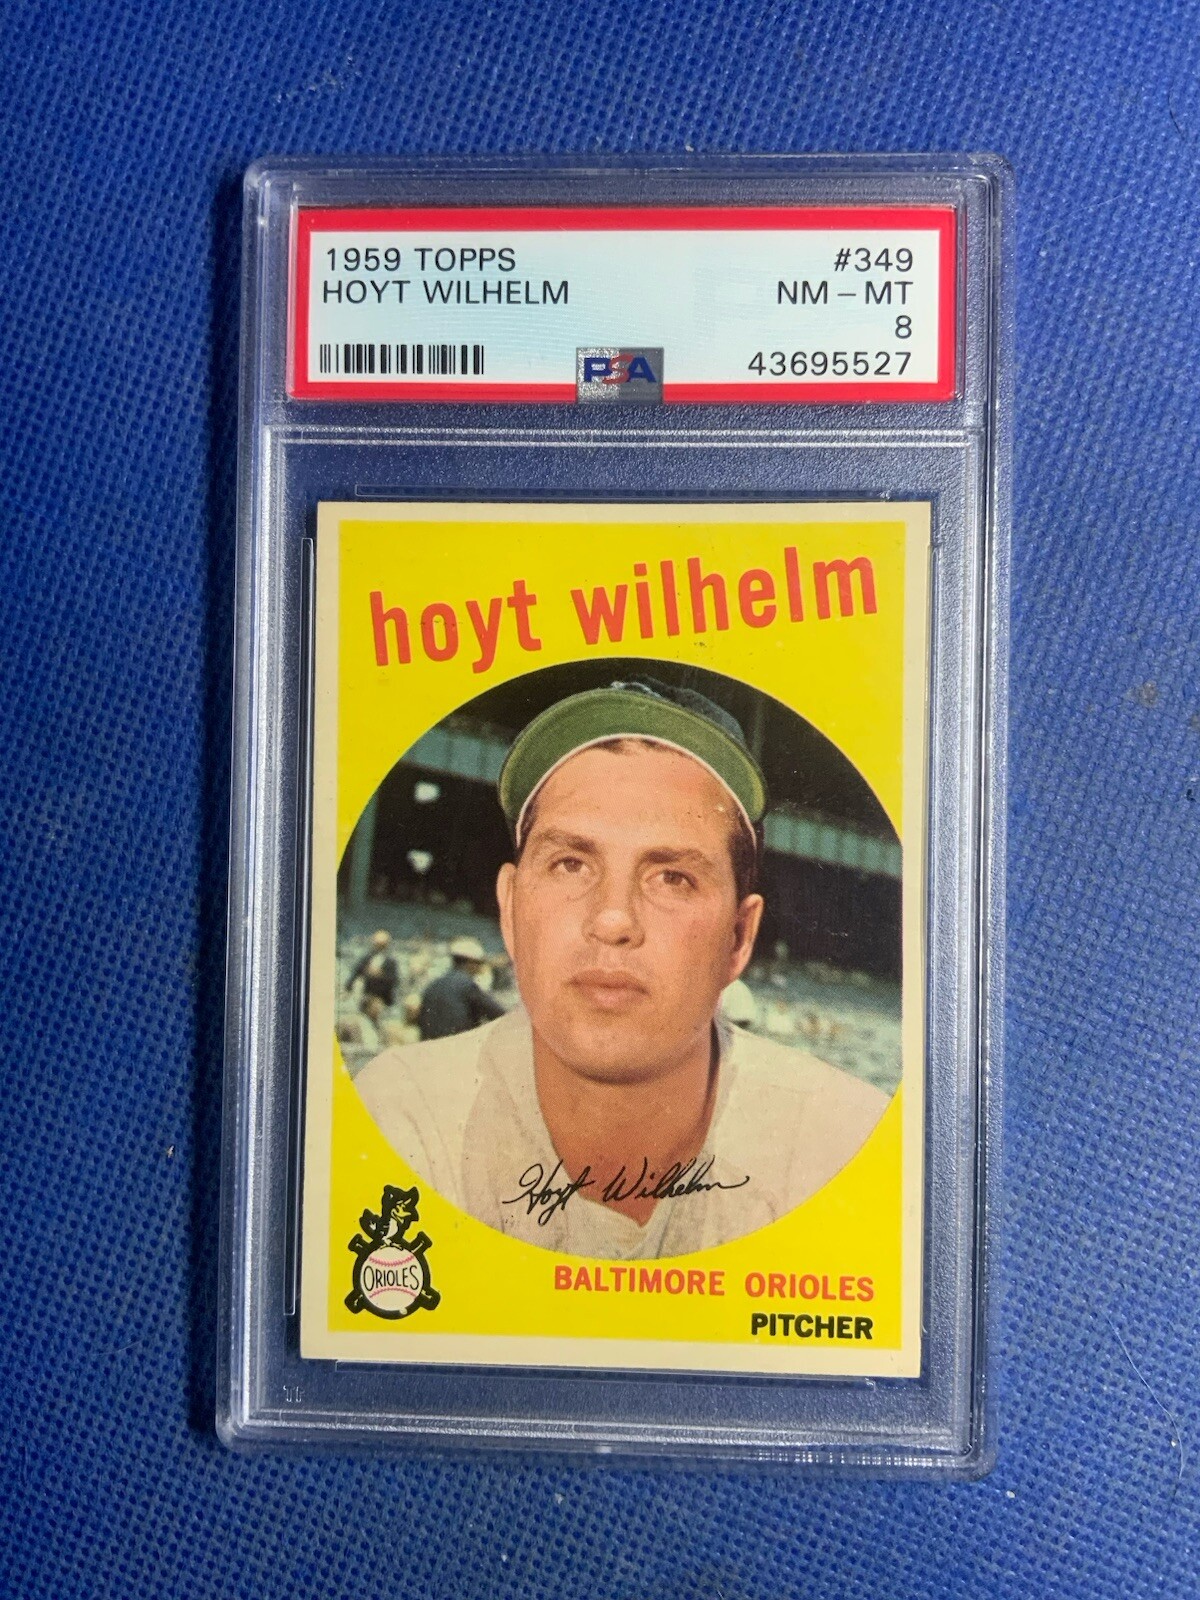 1959 TOPPS #349
HOYT WILHELM NM - MT
8
PSA 43695527
hoyt wilhelm
Hoyt Wilhelm
ORIOLES
BALTIMORE ORIOLES
PITCHER